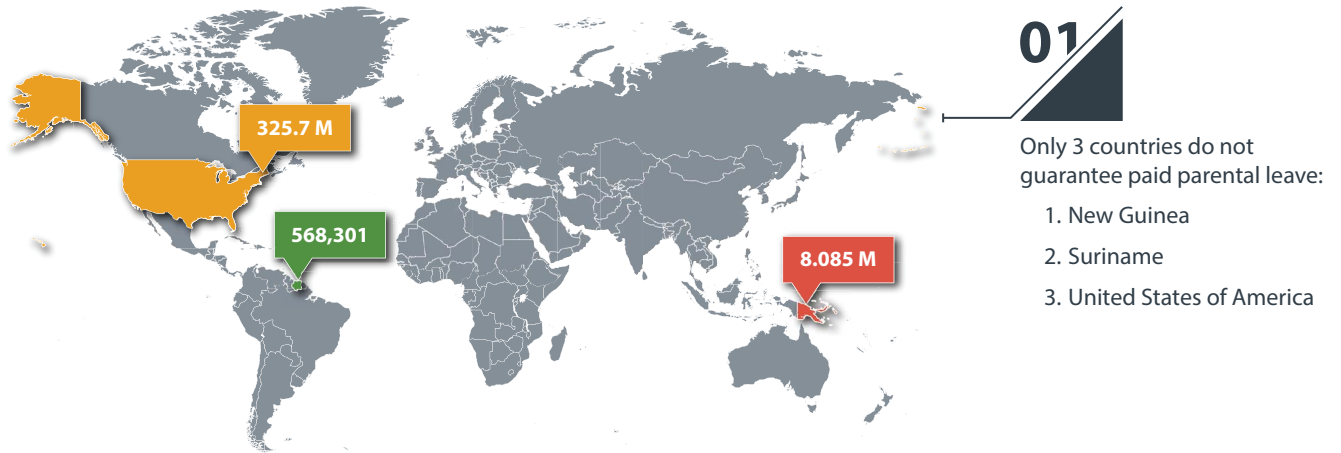 325.7 M
568,301
8.085 M
01
Only 3 countries do not
guarantee paid parental leave:
1. New Guinea
2. Suriname
3. United States of America